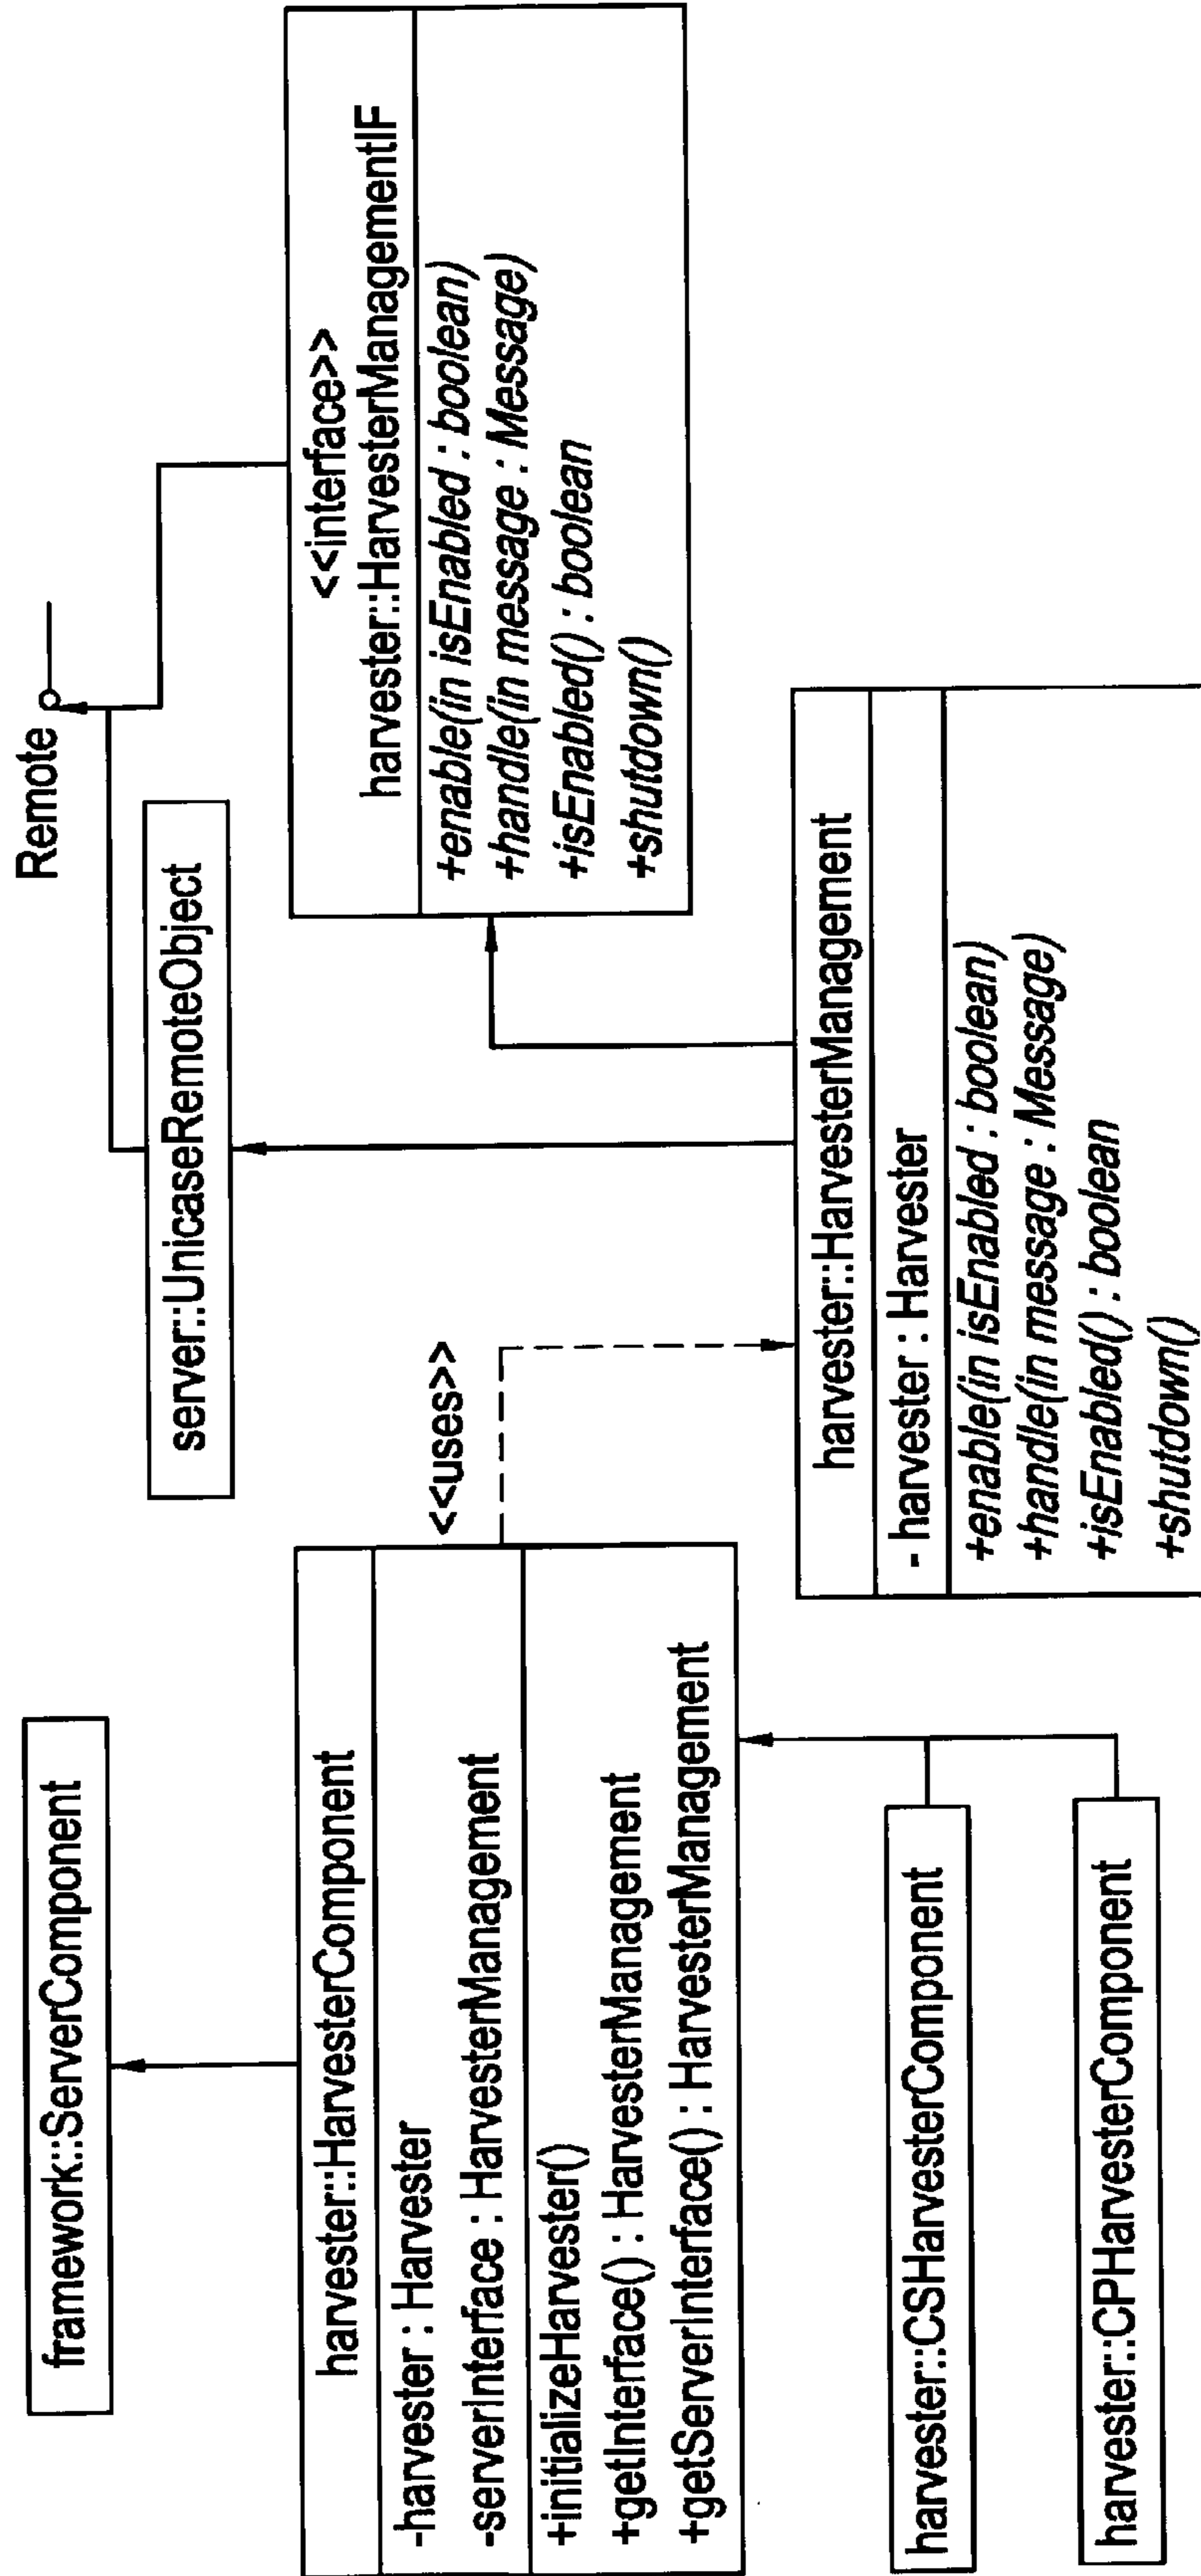 framework::ServerComponent
harvester::HarvesterComponent
-harvester : Harvester
-serverInterface : HarvesterManagement
+initializeHarvester()
+getInterface() : HarvesterManagement
+getServerInterface() : HarvesterManagement
harvester::CSHarvesterComponent
harvester::CPHarvesterComponent
<<uses>>
Remote
server::UnicaseRemoteObject
<<interface>>
harvester::HarvesterManagementIF
+enable(in isEnabled : boolean)
+handle(in message : Message)
+isEnabled() : boolean
+shutdown()
harvester::HarvesterManagement
- harvester : Harvester
+enable(in isEnabled : boolean)
+handle(in message : Message)
+isEnabled() : boolean
+shutdown()